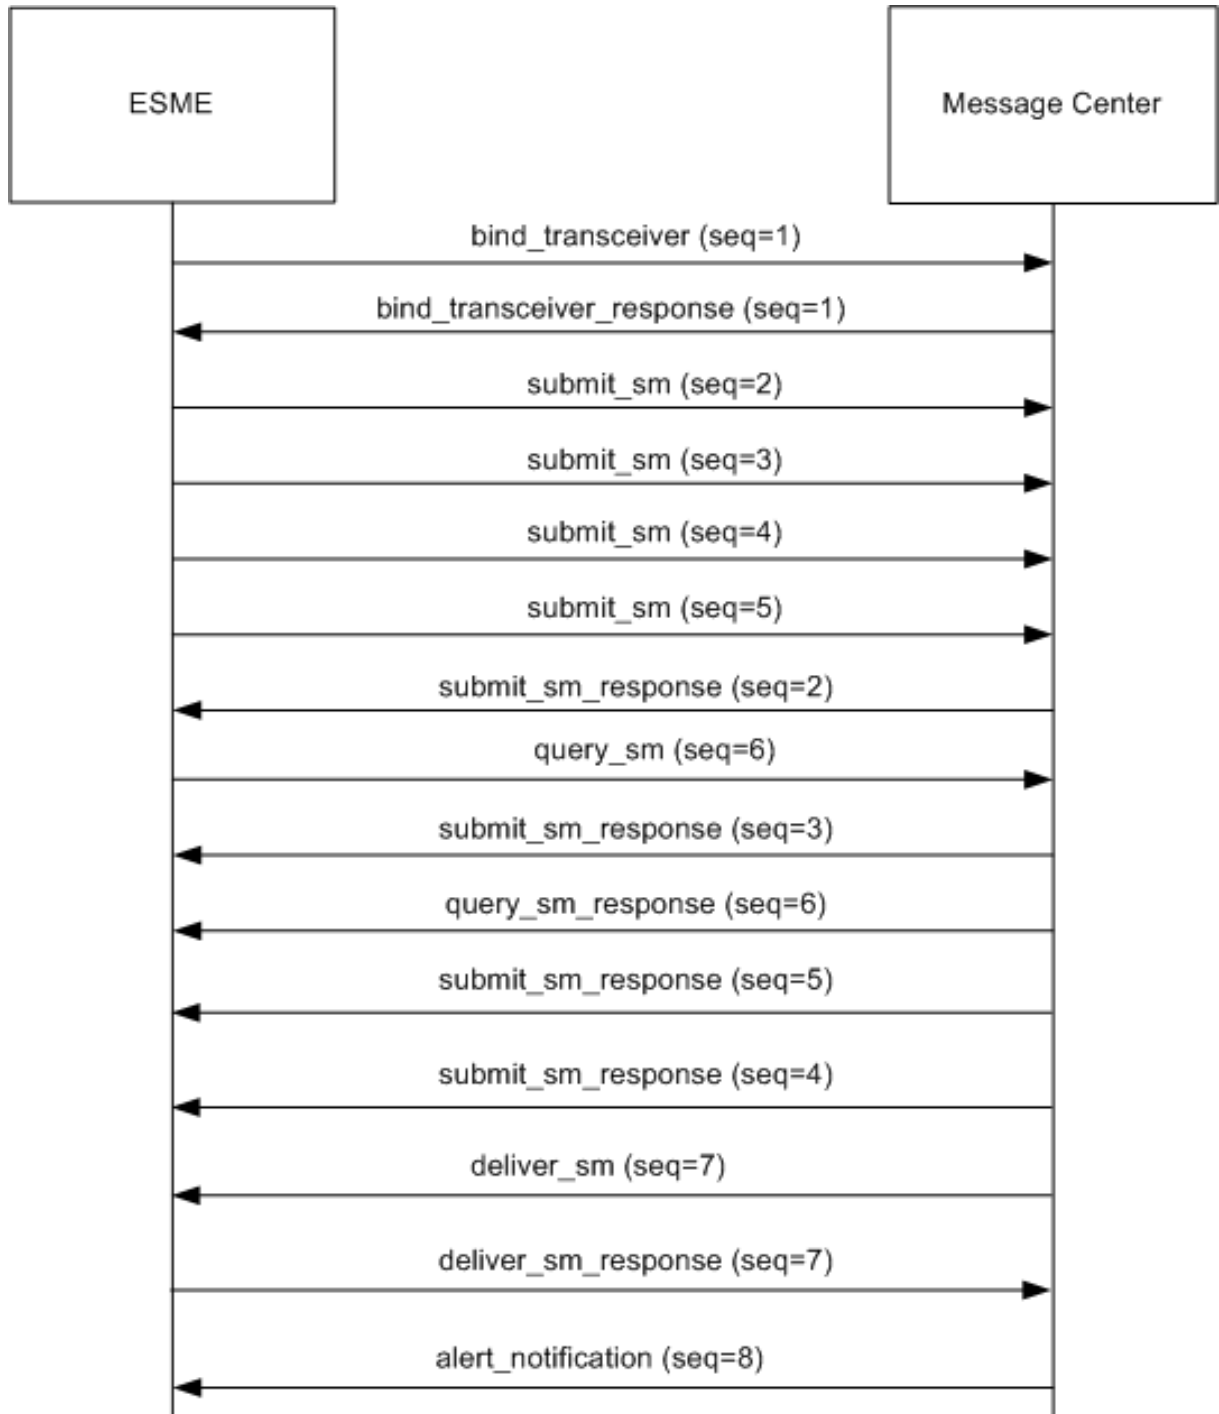 ESME
Message Center
bind_transceiver (seq=1)
bind_transceiver_response (seq=1)
submit_sm (seq=2)
submit_sm (seq=3)
submit_sm (seq=4)
submit_sm (seq=5)
submit_sm_response (seq=2)
query_sm (seq=6)
submit_sm_response (seq=3)
query_sm_response (seq=6)
submit_sm_response (seq=5)
submit_sm_response (seq=4)
deliver_sm (seq=7)
deliver_sm_response (seq=7)
alert_notification (seq=8)